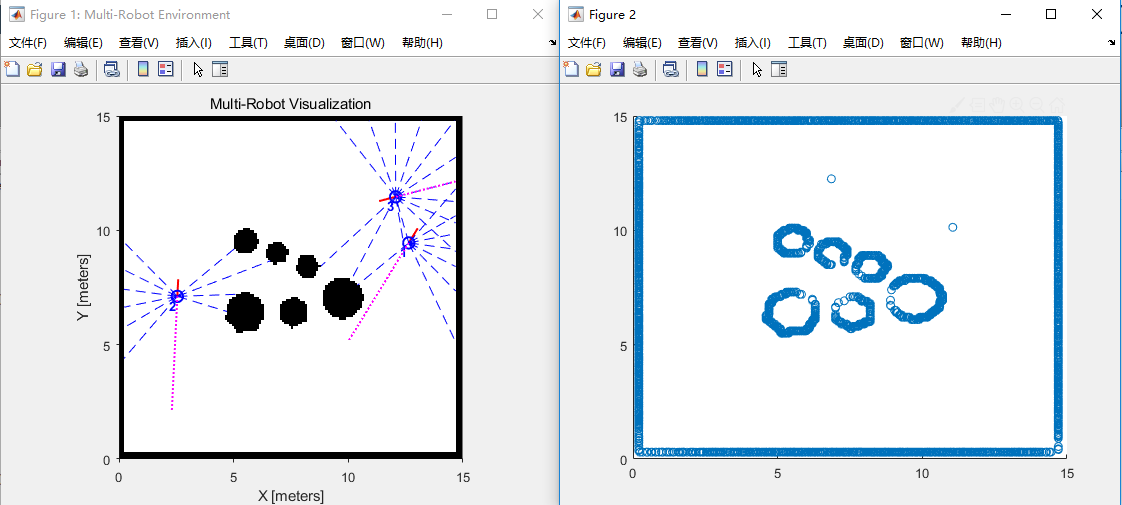 Figure 1: Multi-Robot Environment
文件(F) 编辑(E) 查看(V) 插入(I) 工具(T) 桌面(D) 窗口(W) 帮助(H)
Multi-Robot Visualization
15
10
5
0
Y [meters]
3
1
2
0 5 10 15
X [meters]
Figure 2
文件(F) 编辑(E) 查看(V) 插入(I) 工具(T) 桌面(D) 窗口(W) 帮助(H)
15
10
5
0
0 5 10 15